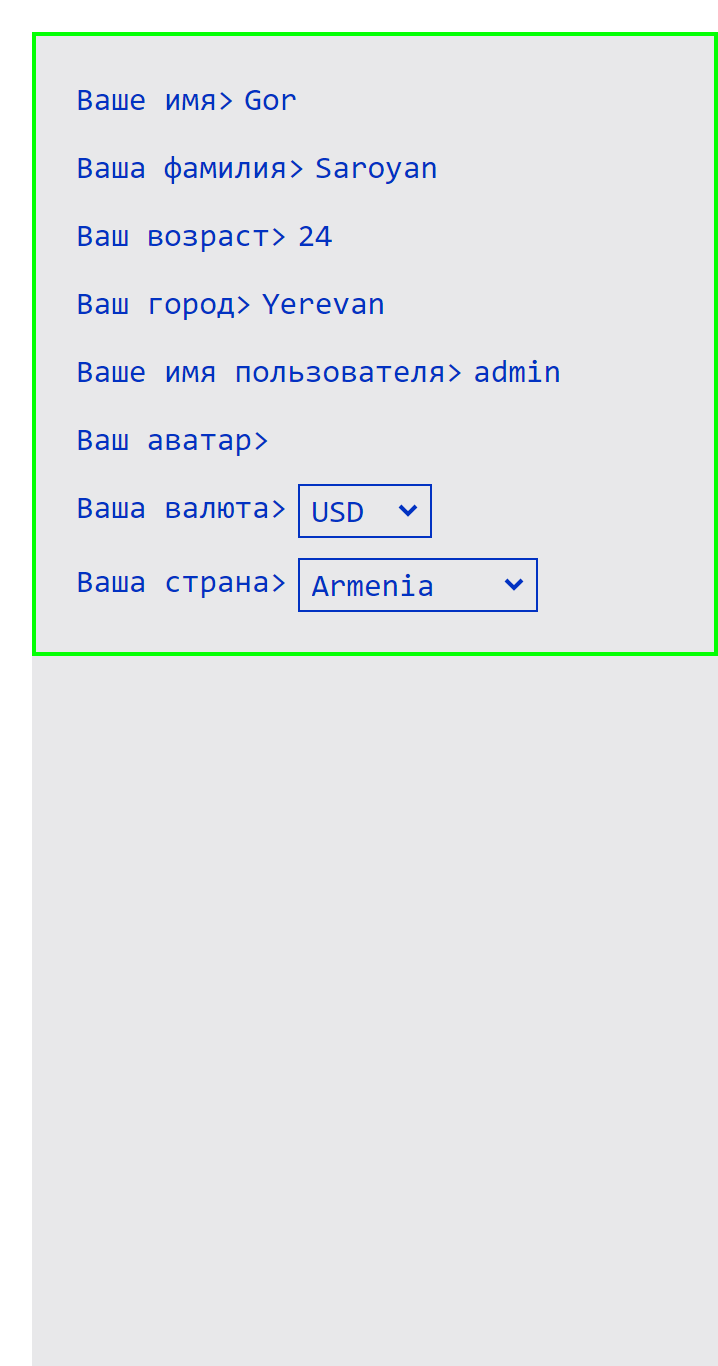 Ваше имя> Gor
Ваша фамилия> Saroyan
Ваш возраст> 24
Ваш город> Yerevan
Ваше имя пользователя> admin
Ваш аватар>
Ваша валюта> USD
Ваша страна> Armenia